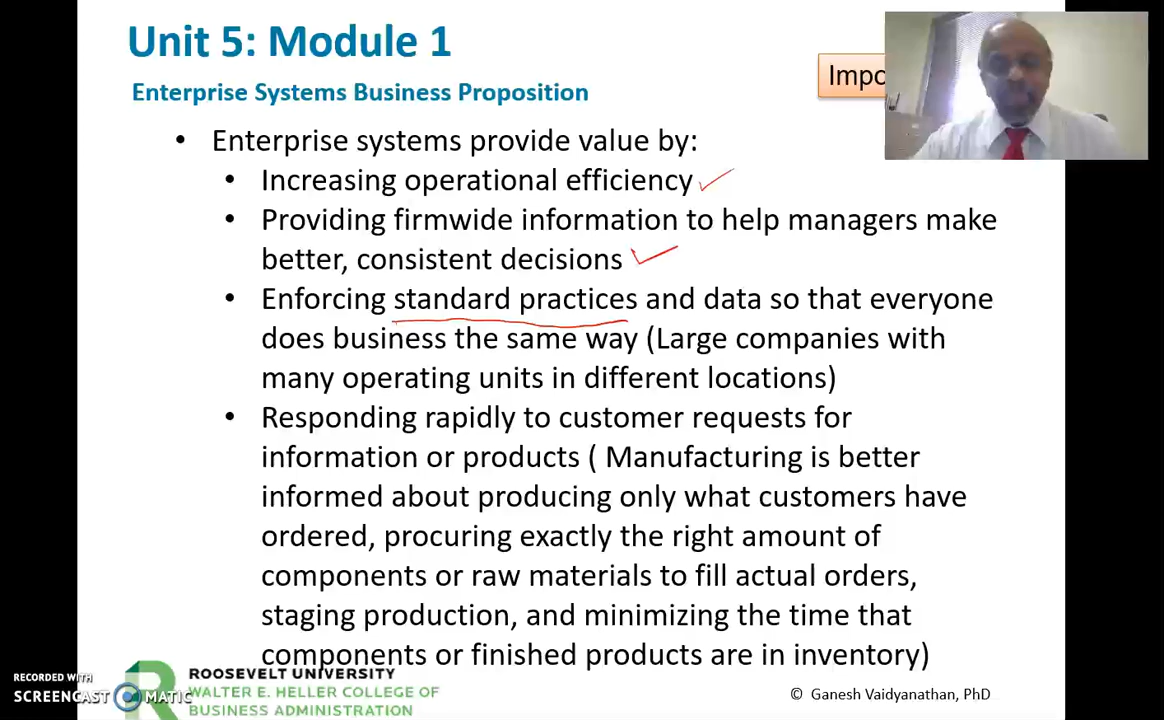 Unit 5: Module 1
Enterprise Systems Business Proposition
• Enterprise systems provide value by:
• Increasing operational efficiency
• Providing firmwide information to help managers make
better, consistent decisions
• Enforcing standard practices and data so that everyone
does business the same way (Large companies with
many operating units in different locations)
• Responding rapidly to customer requests for
information or products ( Manufacturing is better
informed about producing only what customers have
ordered, procuring exactly the right amount of
components or raw materials to fill actual orders,
staging production, and minimizing the time that
components or finished products are in inventory)
RECORDED WITH
SCREENCAST MATIC
ROOSEVELT UNIVERSITY
WALTER E. HELLER COLLEGE OF
BUSINESS ADMINISTRATION
© Ganesh Vaidyanathan, PhD